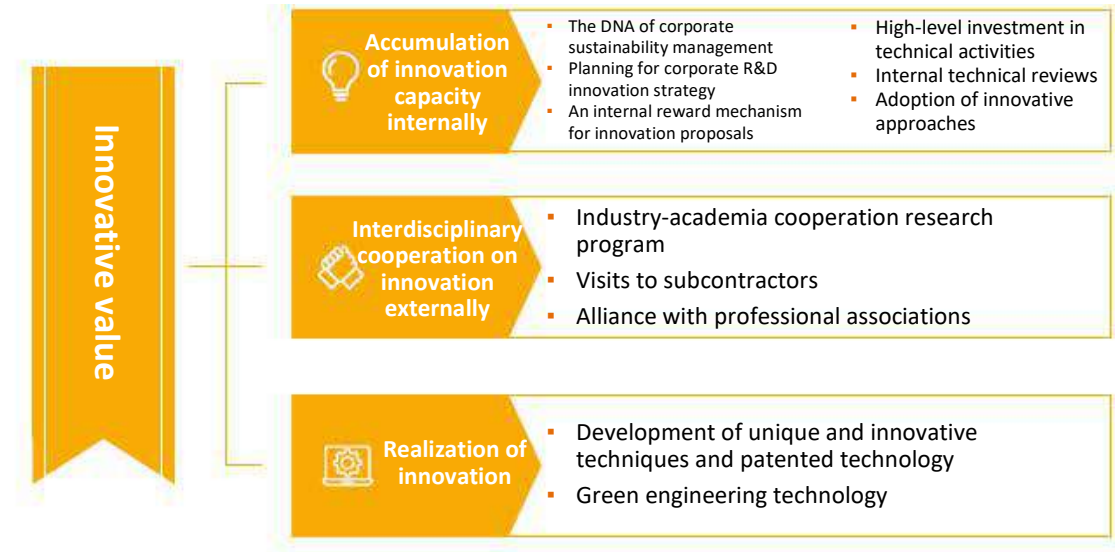 Innovative value
Accumulation
of innovation
capacity
internally
▪ The DNA of corporate
sustainability management
▪ Planning for corporate R&D
innovation strategy
▪ An internal reward mechanism
for innovation proposals
▪ High-level investment in
technical activities
▪ Internal technical reviews
▪ Adoption of innovative
approaches
Interdisciplinary
cooperation on
innovation
externally
▪ Industry-academia cooperation research
program
▪ Visits to subcontractors
▪ Alliance with professional associations
Realization of
innovation
▪ Development of unique and innovative
techniques and patented technology
▪ Green engineering technology